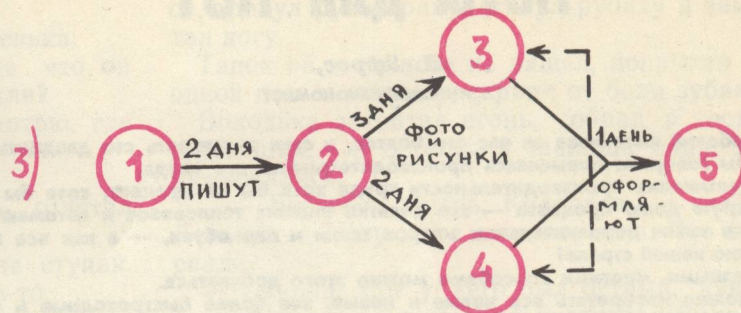 3)
1
2 ДНЯ
ПИШУТ
2
3 ДНЯ
ФОТО
И
РИСУНКИ
2 ДНЯ
3
4
1 ДЕНЬ
ОФОР-
МЛЯ-
ЮТ
5